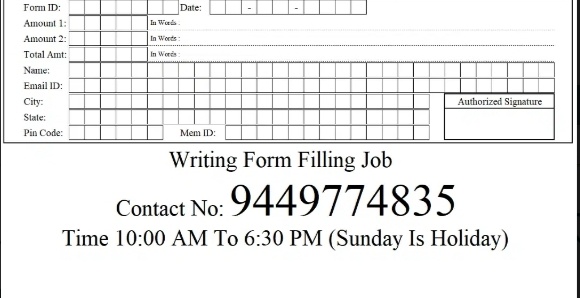 Form ID: Date: - -
Amount 1: In Words :
Amount 2: In Words :
Total Amt: In Words :
Name:
Email ID:
City: Authorized Signature
State:
Pin Code: Mem ID:
Writing Form Filling Job
Contact No: 9449774835
Time 10:00 AM To 6:30 PM (Sunday Is Holiday)